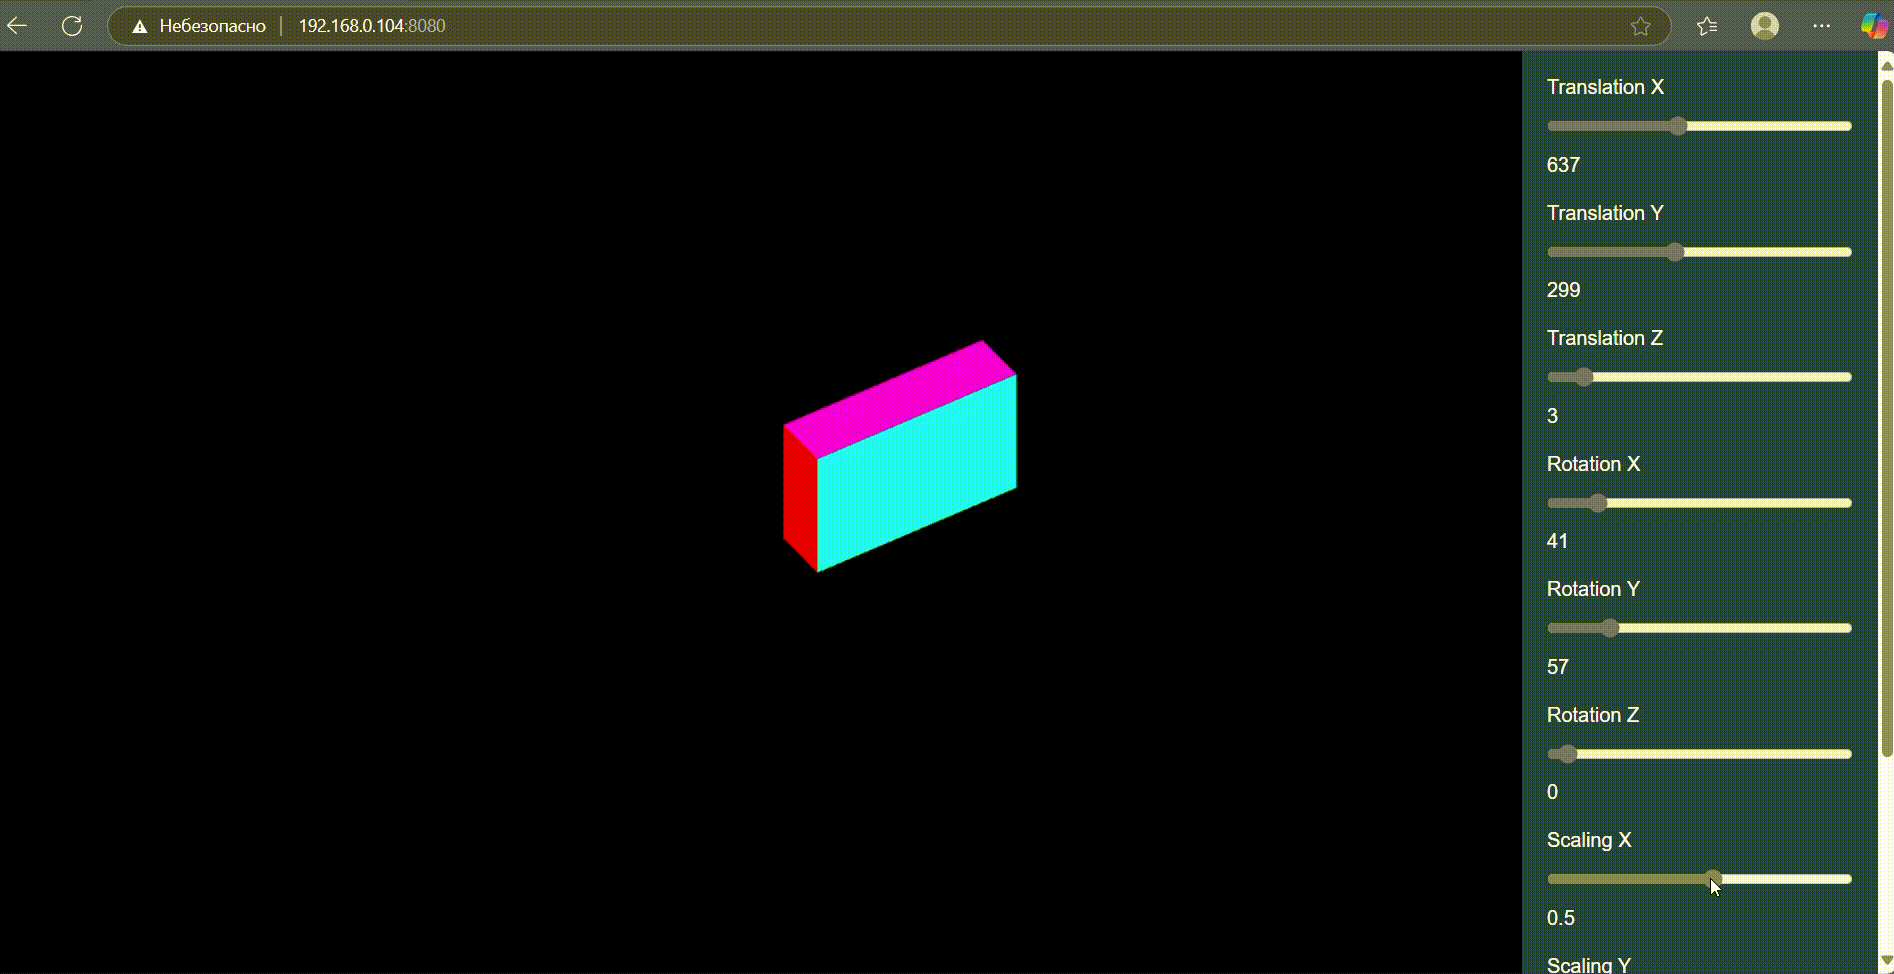 Небезопасно
192.168.0.104:8080
Translation X
637
Translation Y
299
Translation Z
3
Rotation X
41
Rotation Y
57
Rotation Z
0
Scaling X
0.5
Scaling Y